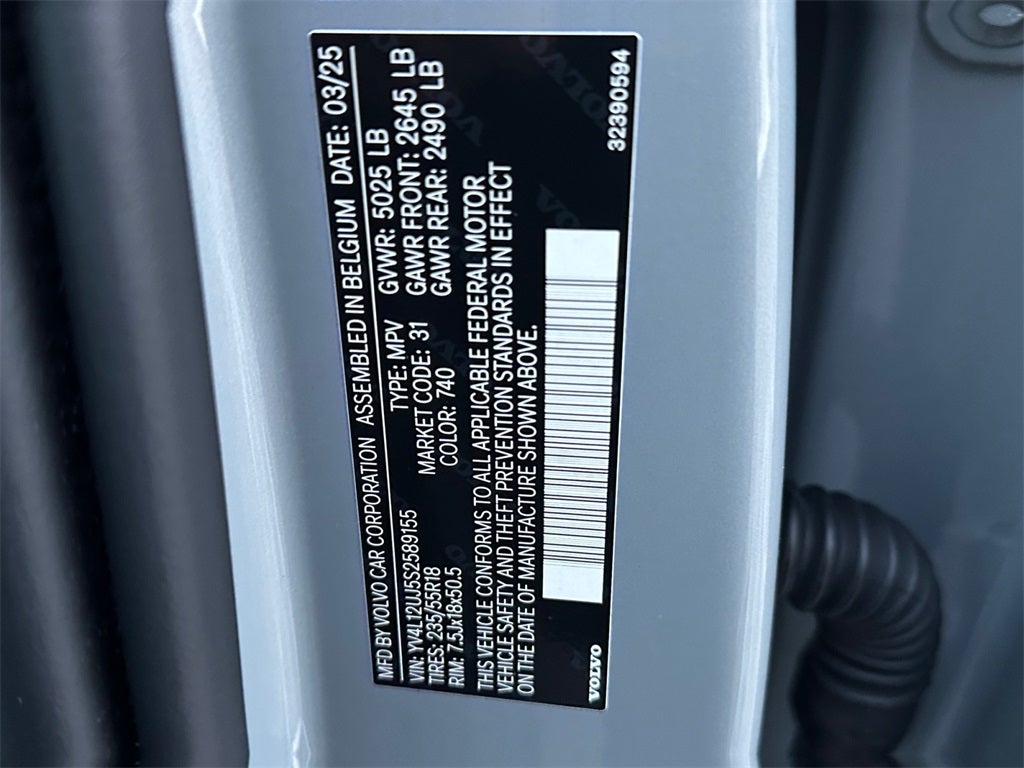 MFD BY VOLVO CAR CORPORATION ASSEMBLED IN BELGIUM DATE: 03/25
VIN: YV4L12UJ5S2589155 TYPE: MPV GVWR: 5025 LB
TIRES: 235/55R18 MARKET CODE: 31 GAWR FRONT: 2645 LB
RIM: 7.5Jx18x50.5 COLOR: 740 GAWR REAR: 2490 LB
THIS VEHICLE CONFORMS TO ALL APPLICABLE FEDERAL MOTOR
VEHICLE SAFETY AND THEFT PREVENTION STANDARDS IN EFFECT
ON THE DATE OF MANUFACTURE SHOWN ABOVE.
VOLVO 32390594